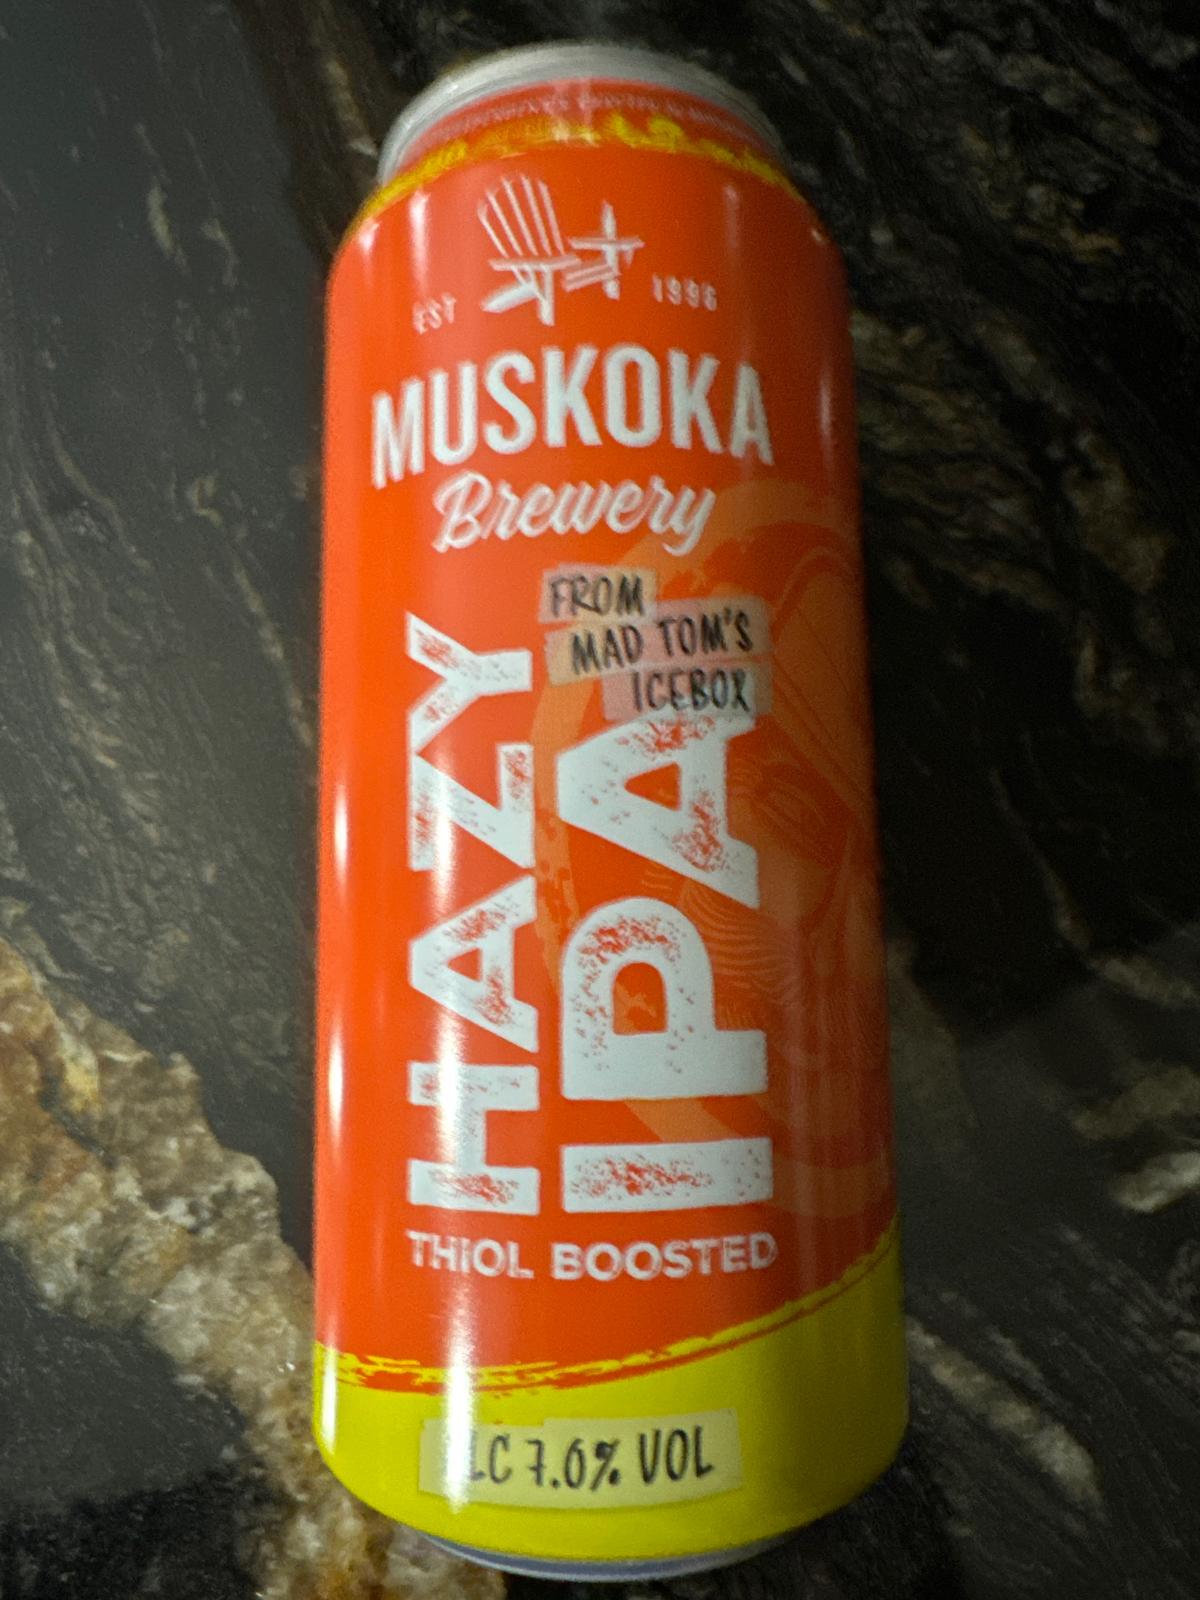 EST 1996
MUSKOKA
Brewery
FROM
MAD TOM'S
ICEBOX
HAZY
IPA
THIOL BOOSTED
ALC 7.0% VOL